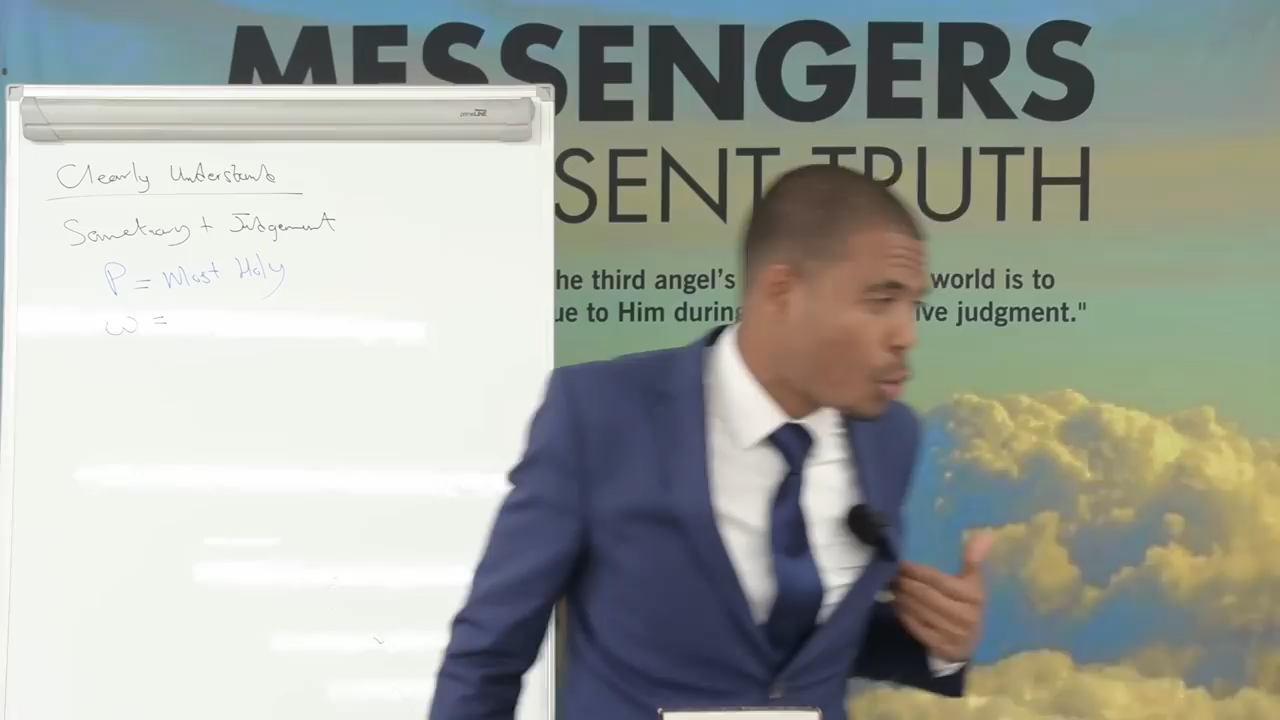 MESSENGERS
SENT TRUTH
he third angel's world is to
ue to Him during ive judgment."
Clearly Understand
Sanctuary + Judgement
P = Most Holy
W =